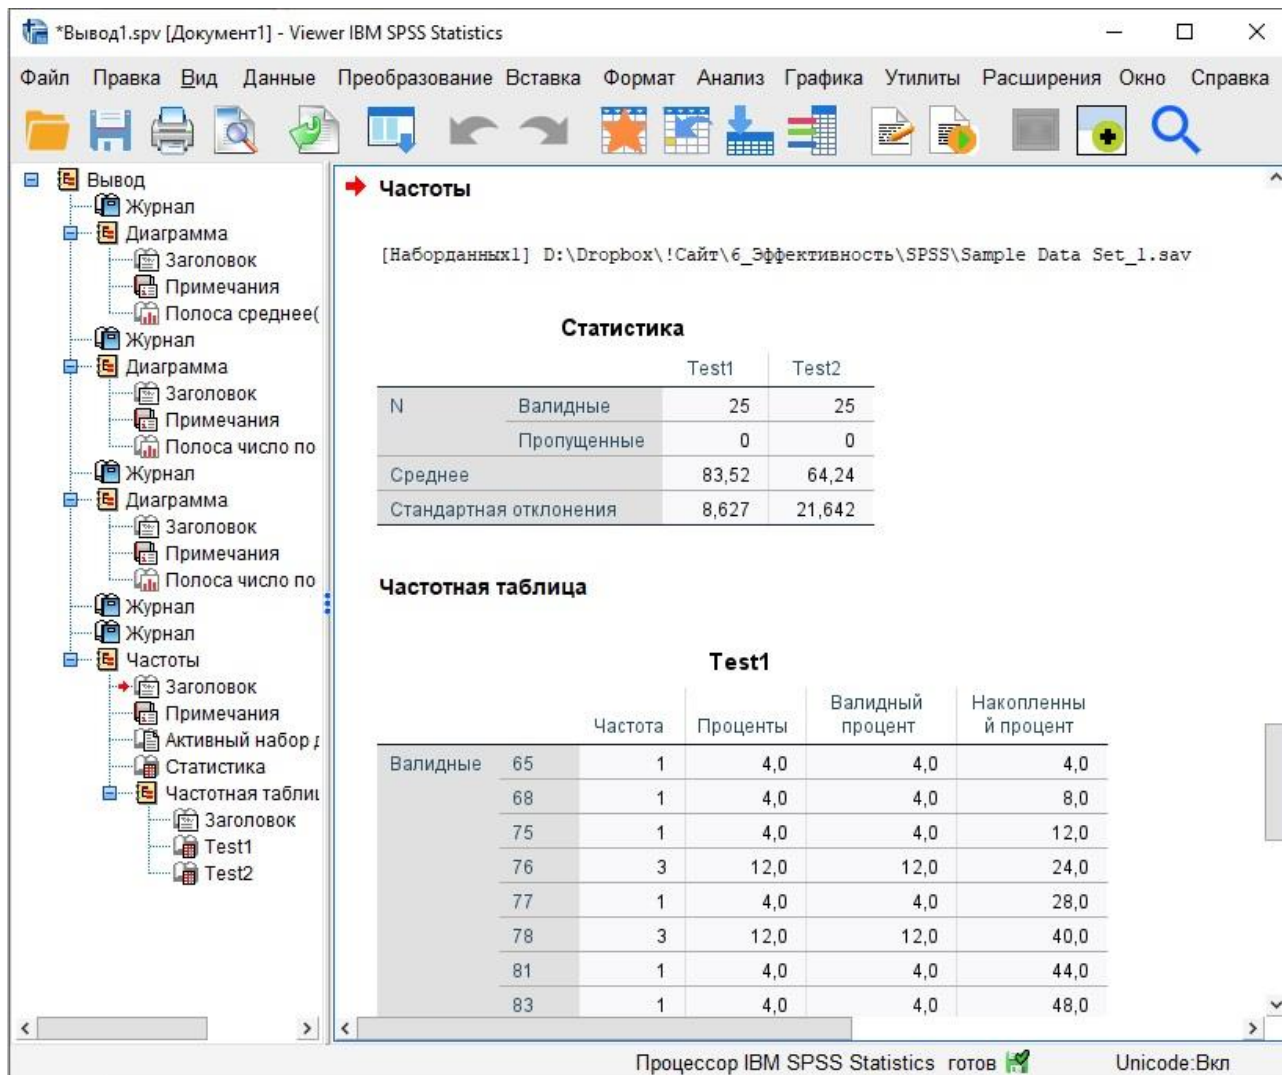 *Вывод1.spv [Документ1] - Viewer IBM SPSS Statistics
Файл Правка Вид Данные Преобразование Вставка Формат Анализ Графика Утилиты Расширения Окно Справка
Вывод
Журнал
Диаграмма
Заголовок
Примечания
Полоса среднее(
Журнал
Диаграмма
Заголовок
Примечания
Полоса число по
Журнал
Диаграмма
Заголовок
Примечания
Полоса число по
Журнал
Журнал
Частоты
Заголовок
Примечания
Активный набор д
Статистика
Частотная таблиц
Заголовок
Test1
Test2
Частоты
[Наборданных1] D:\Dropbox\!Сайт\6_Эффективность\SPSS\Sample Data Set_1.sav
Статистика
Test1 Test2
N Валидные 25 25
Пропущенные 0 0
Среднее 83,52 64,24
Стандартная отклонения 8,627 21,642
Частотная таблица
Test1
Частота Проценты Валидный процент Накопленны й процент
Валидные 65 1 4,0 4,0 4,0
68 1 4,0 4,0 8,0
75 1 4,0 4,0 12,0
76 3 12,0 12,0 24,0
77 1 4,0 4,0 28,0
78 3 12,0 12,0 40,0
81 1 4,0 4,0 44,0
83 1 4,0 4,0 48,0
Процессор IBM SPSS Statistics готов Unicode:Вкл